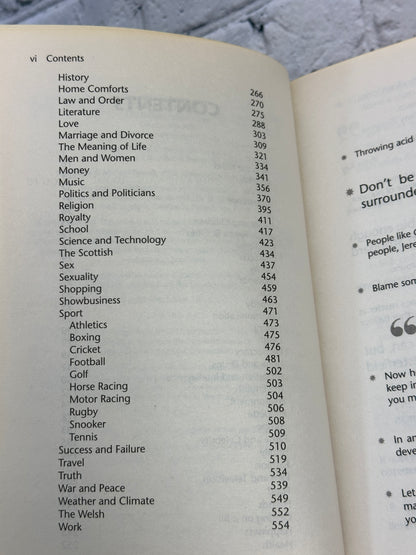 vi Contents
History 266
Home Comforts 270
Law and Order 275
Literature 288
Love 303
Marriage and Divorce 309
The Meaning of Life 321
Men and Women 334
Money 341
Music 356
Politics and Politicians 370
Religion 395
Royalty 411
School 417
Science and Technology 423
The Scottish 434
Sex 437
Sexuality 454
Shopping 459
Showbusiness 463
Sport 471
Athletics 473
Boxing 475
Cricket 476
Football 481
Golf 502
Horse Racing 503
Motor Racing 504
Rugby 506
Snooker 508
Tennis 509
Success and Failure 510
Travel 519
Truth 534
War and Peace 539
Weather and Climate 549
The Welsh 552
Work 554
Throwing acid
Don't be
surrounde
People like
people, Jere
Blame som
Now h
keep in
you m
In an
deve
Let
ma
yo